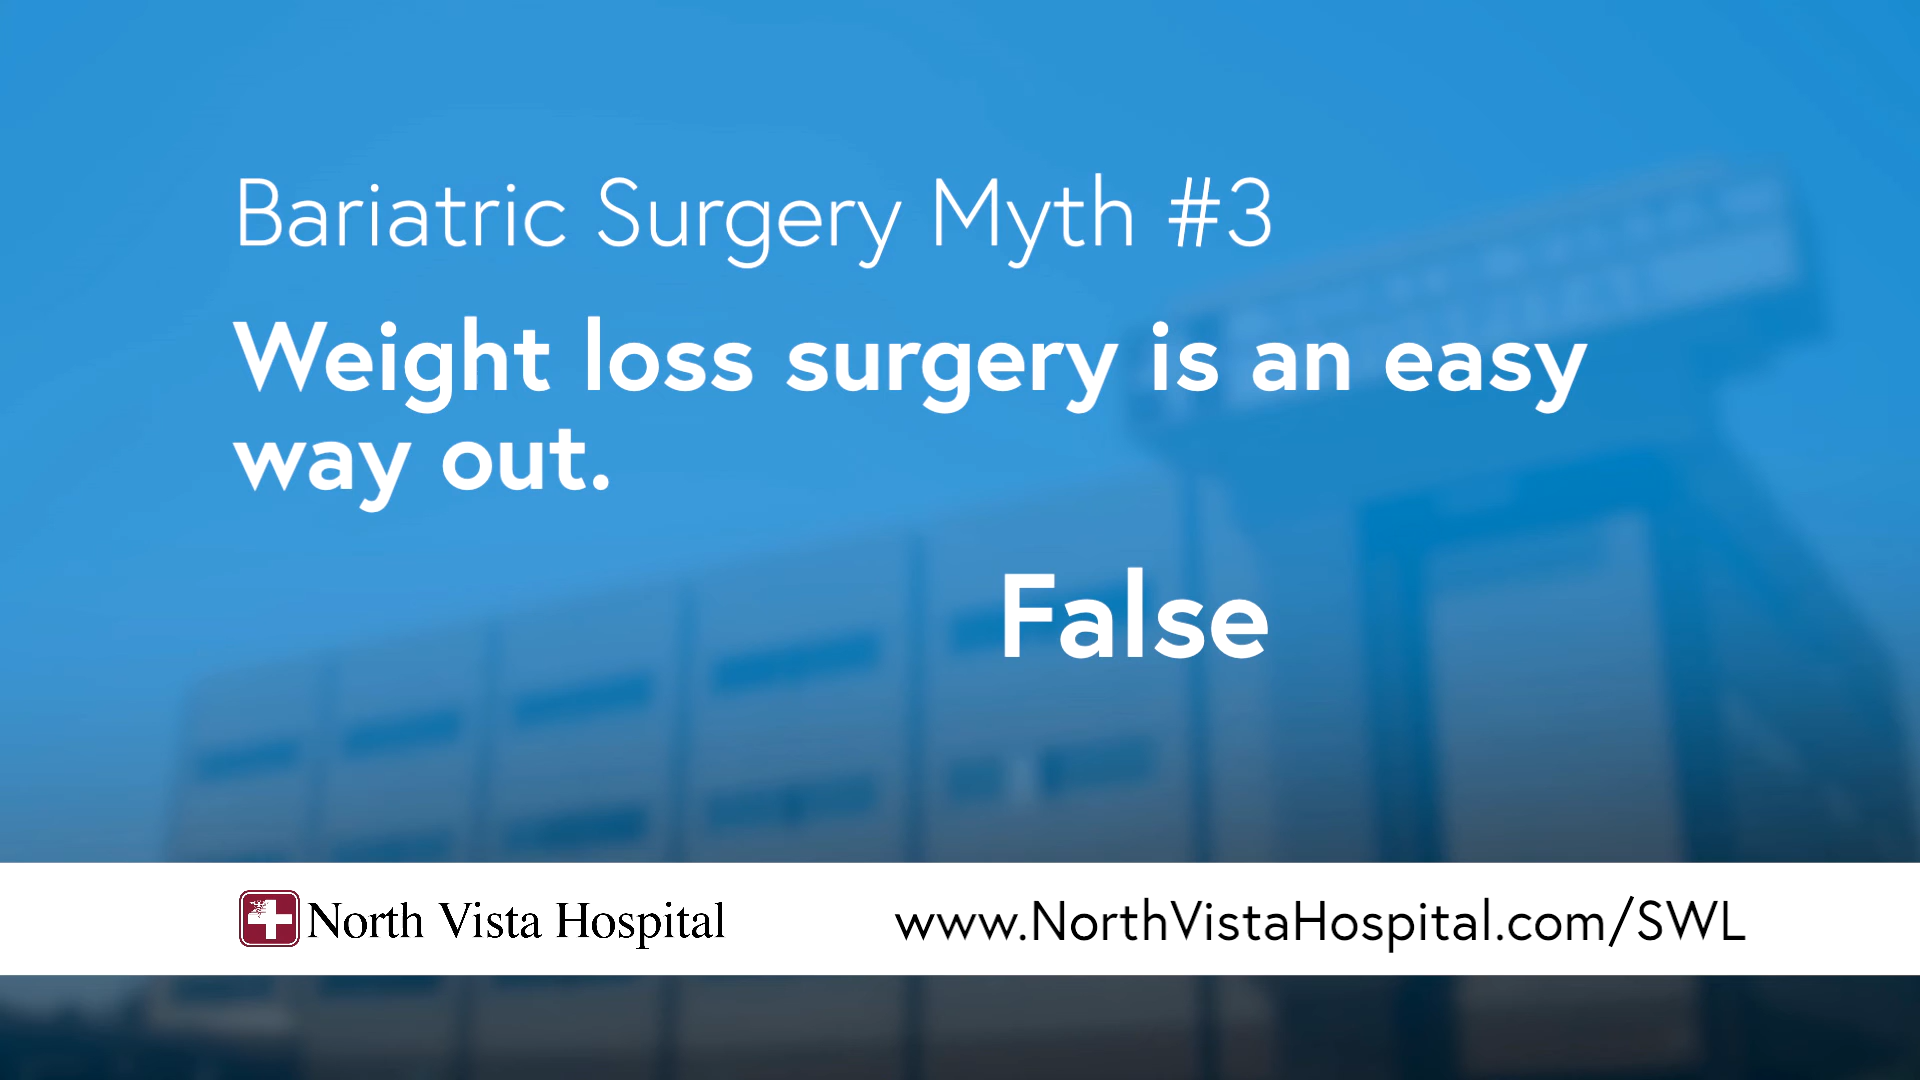 Bariatric Surgery Myth #3
Weight loss surgery is an easy
way out.
False
North Vista Hospital
www.NorthVistaHospital.com/SWL